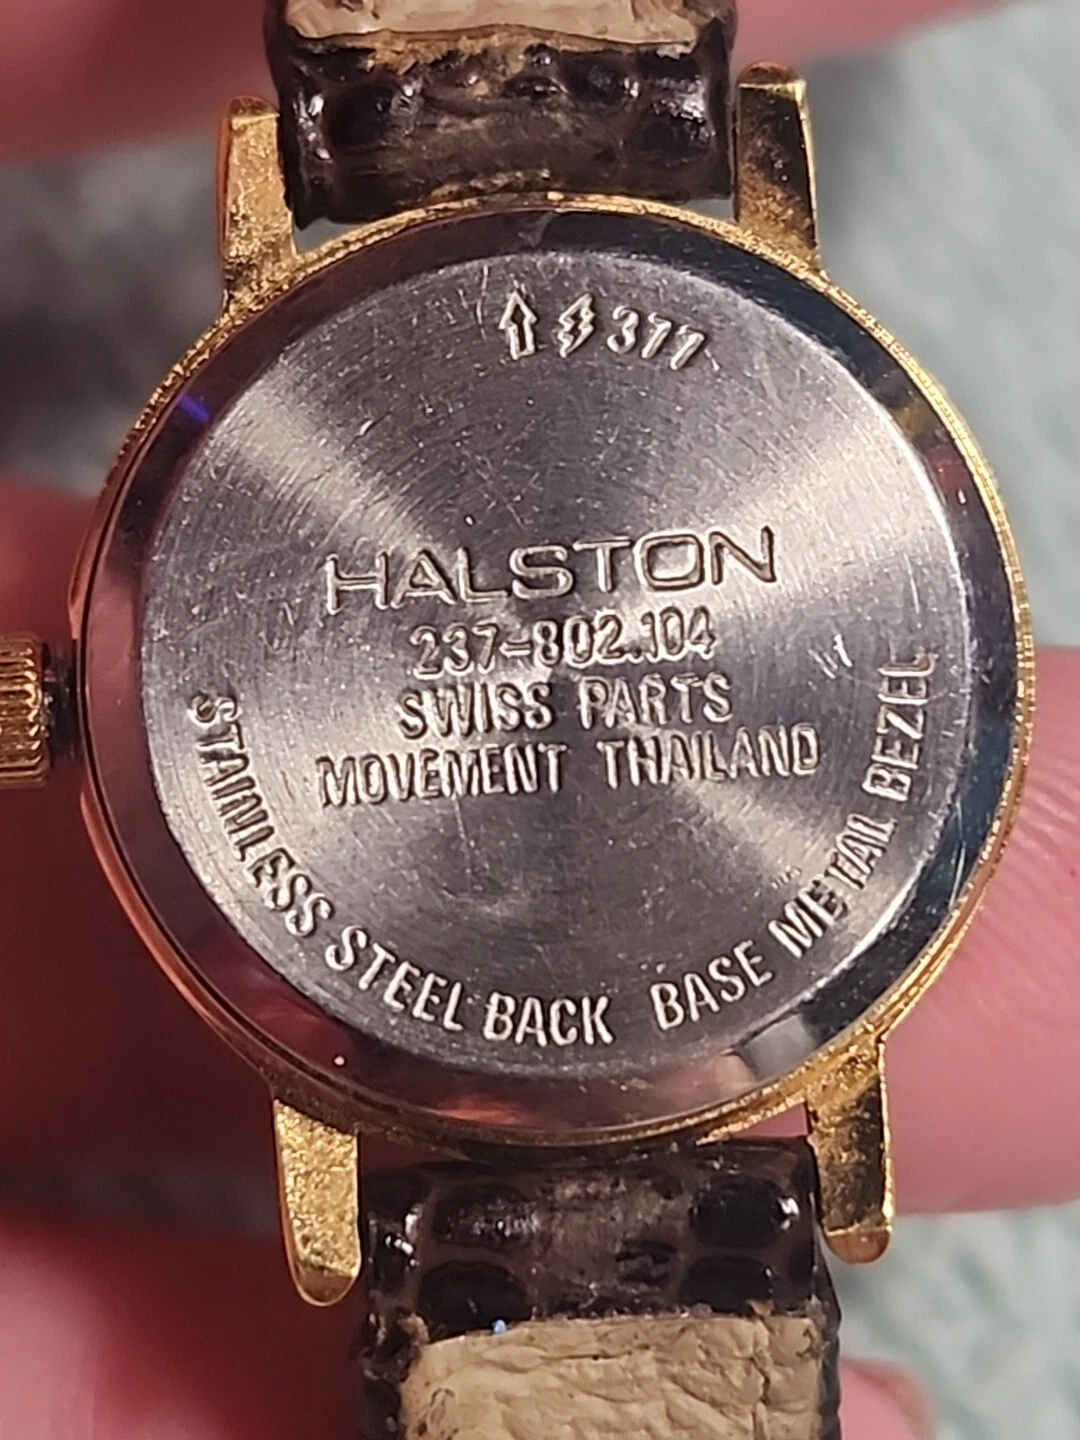 377
HALSTON
237-802.104
SWISS PARTS
MOVEMENT THAILAND
STAINLESS STEEL BACK BASE METAL BEZEL